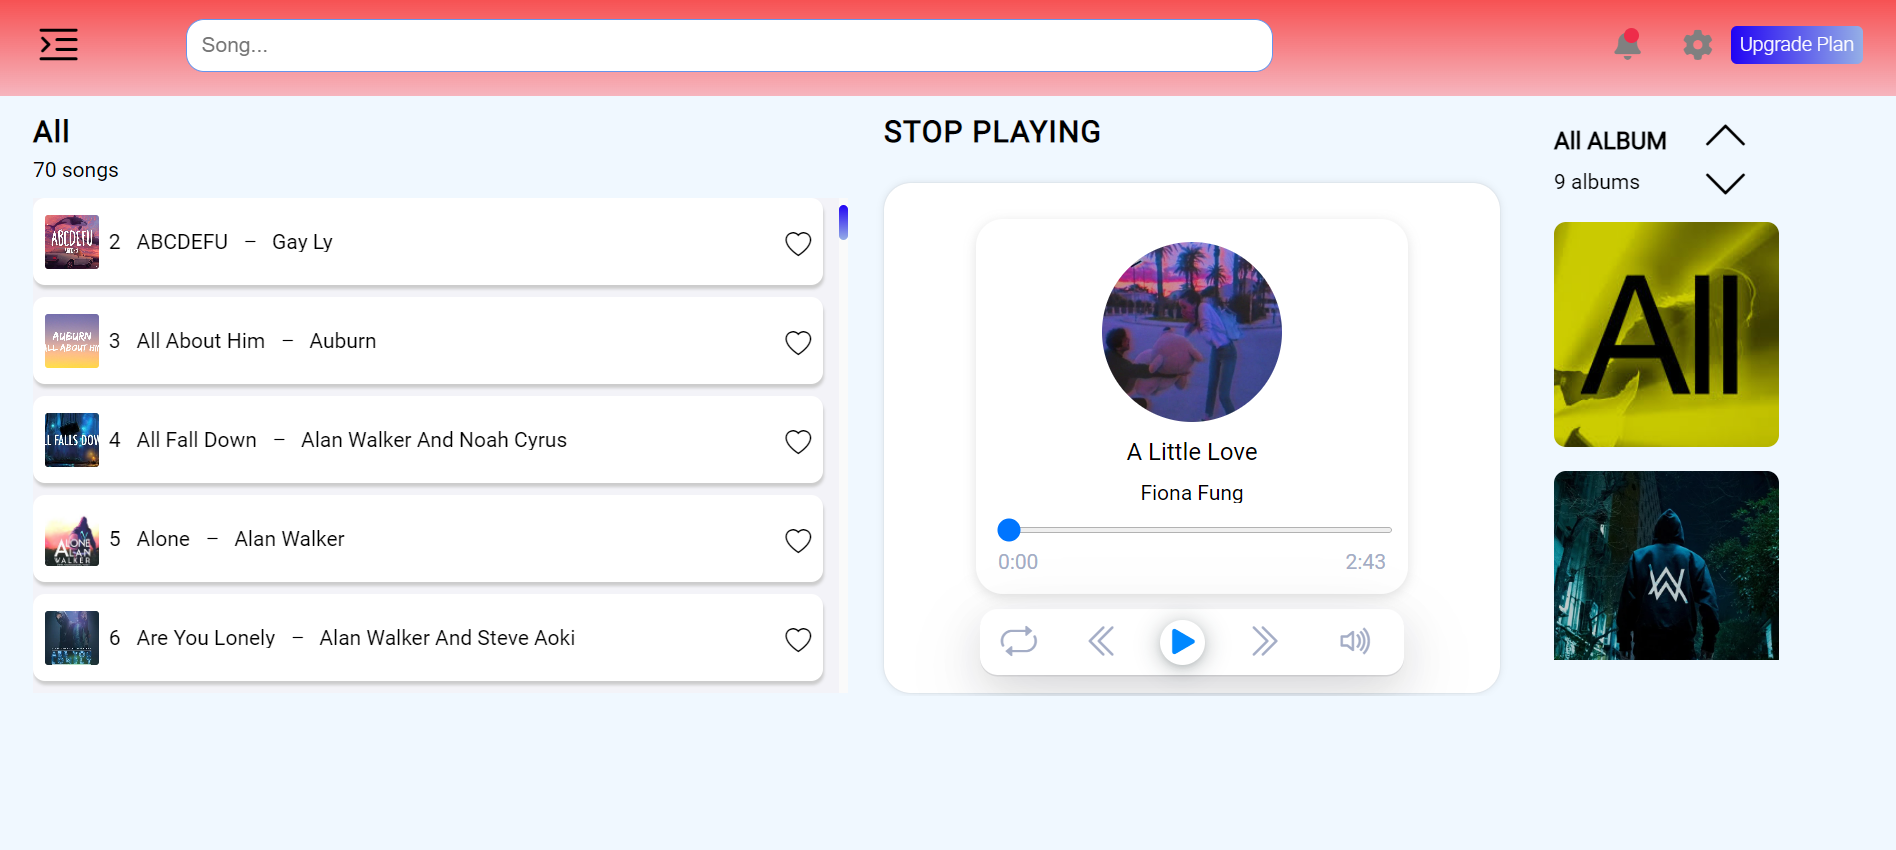 Song...
Upgrade Plan
All
70 songs
ABCDEFU
2 ABCDEFU – Gay Ly
AUBURN
ALL ABOUT HIM
3 All About Him – Auburn
LL FALLS DOW
4 All Fall Down – Alan Walker And Noah Cyrus
ALONE
ALAN
WALKER
5 Alone – Alan Walker
6 Are You Lonely – Alan Walker And Steve Aoki
STOP PLAYING
A Little Love
Fiona Fung
0:00 2:43
All ALBUM
9 albums
All